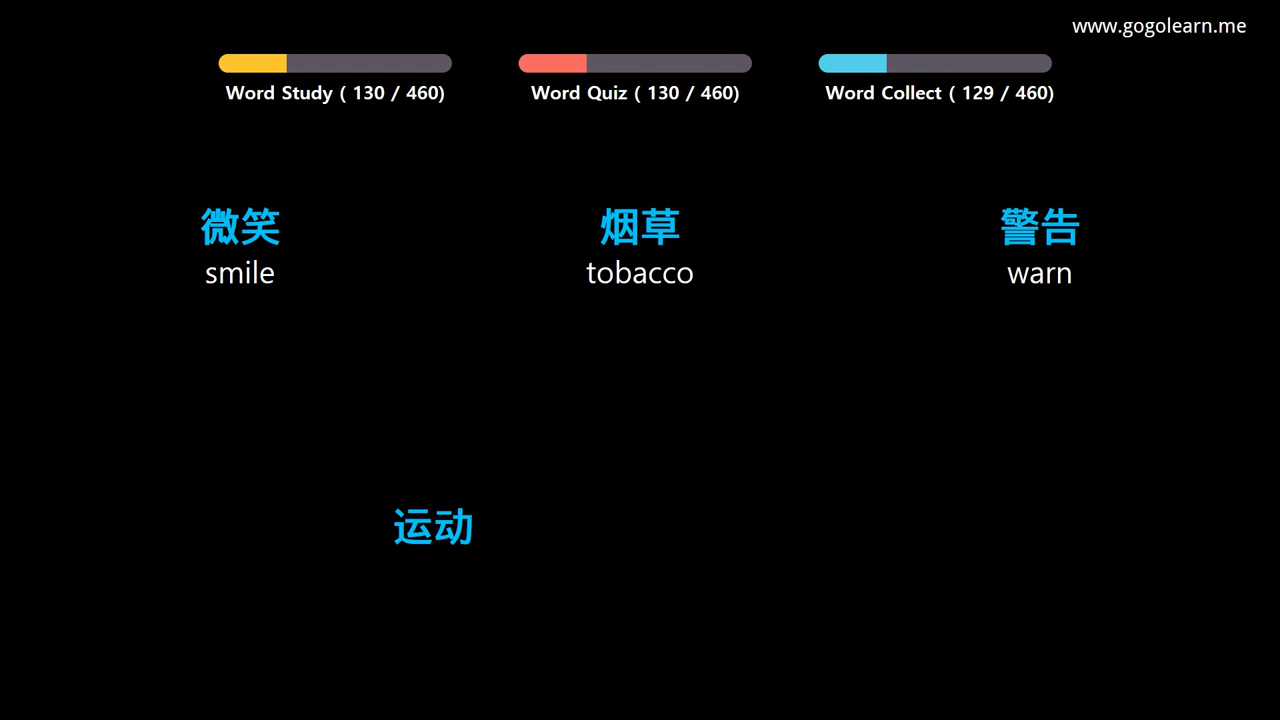 www.gogolearn.me
Word Study ( 130 / 460)
Word Quiz ( 130 / 460)
Word Collect ( 129 / 460)
微笑
smile
烟草
tobacco
警告
warn
运动